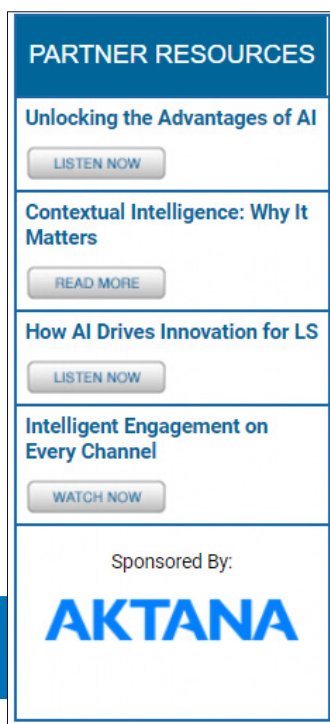 PARTNER RESOURCES
Unlocking the Advantages of AI
LISTEN NOW
Contextual Intelligence: Why It
Matters
READ MORE
How AI Drives Innovation for LS
LISTEN NOW
Intelligent Engagement on
Every Channel
WATCH NOW
Sponsored By:
AKTANA